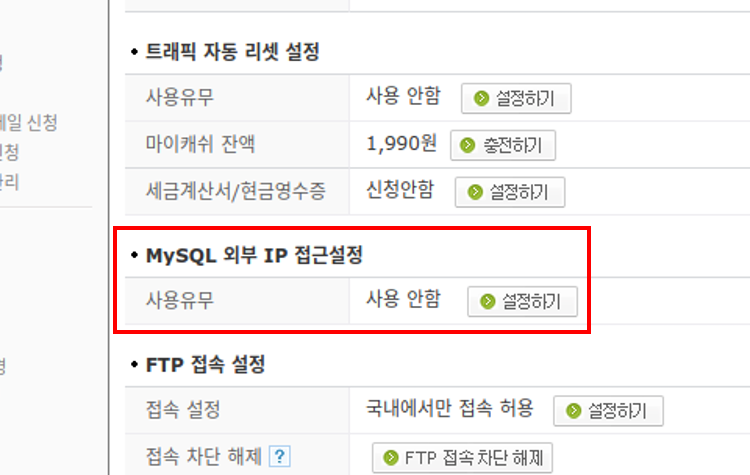 • 트래픽 자동 리셋 설정
사용유무 사용 안함 설정하기
마이캐쉬 잔액 1,990원 충전하기
세금계산서/현금영수증 신청안함 설정하기
• MySQL 외부 IP 접근설정
사용유무 사용 안함 설정하기
• FTP 접속 설정
접속 설정 국내에서만 접속 허용 설정하기
접속 차단 해제 ? FTP 접속 차단 해제
신청